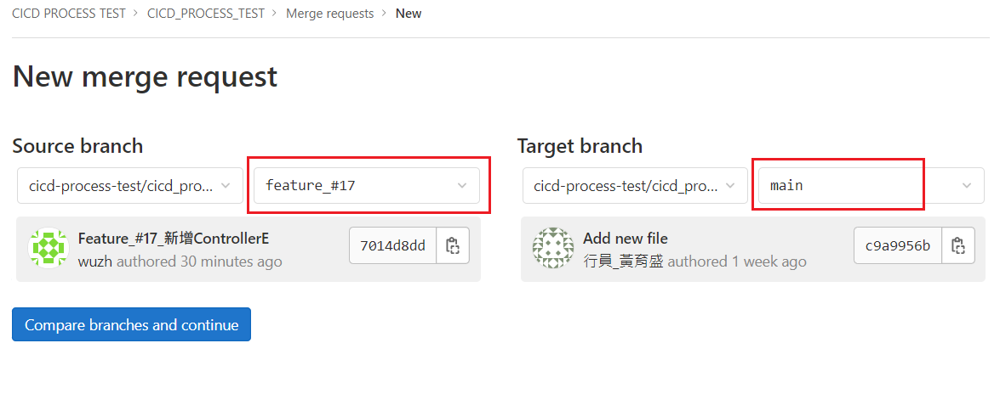 CICD PROCESS TEST > CICD_PROCESS_TEST > Merge requests > New
New merge request
Source branch
cicd-process-test/cicd_pro...
feature_#17
Feature_#17_新增ControllerE
wuzh authored 30 minutes ago
7014d8dd
Target branch
cicd-process-test/cicd_pro...
main
Add new file
行員_黃育盛 authored 1 week ago
c9a9956b
Compare branches and continue